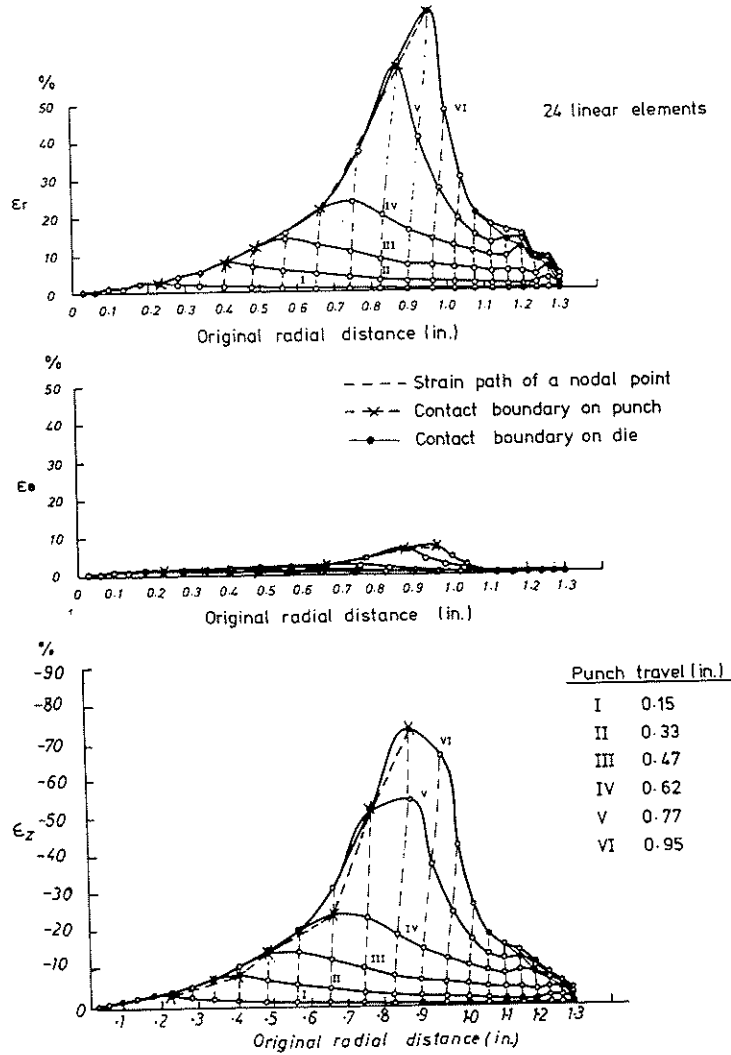 %
50
40
30
20
10
0
εr
24 linear elements
I
II
III
IV
V
VI
0 0.1 0.2 0.3 0.4 0.5 0.6 0.7 0.8 0.9 1.0 1.1 1.2 1.3
Original radial distance (in.)
%
50
40
30
20
10
0
εθ
Strain path of a nodal point
Contact boundary on punch
Contact boundary on die
0 0.1 0.2 0.3 0.4 0.5 0.6 0.7 0.8 0.9 1.0 1.1 1.2 1.3
Original radial distance (in.)
%
-90
-80
-70
-60
-50
-40
-30
-20
-10
0
εz
I
II
III
IV
V
VI
Punch travel (in.)
I 0.15
II 0.33
III 0.47
IV 0.62
V 0.77
VI 0.95
.1 .2 .3 .4 .5 .6 .7 .8 .9 1.0 1.1 1.2 1.3
Original radial distance (in.)